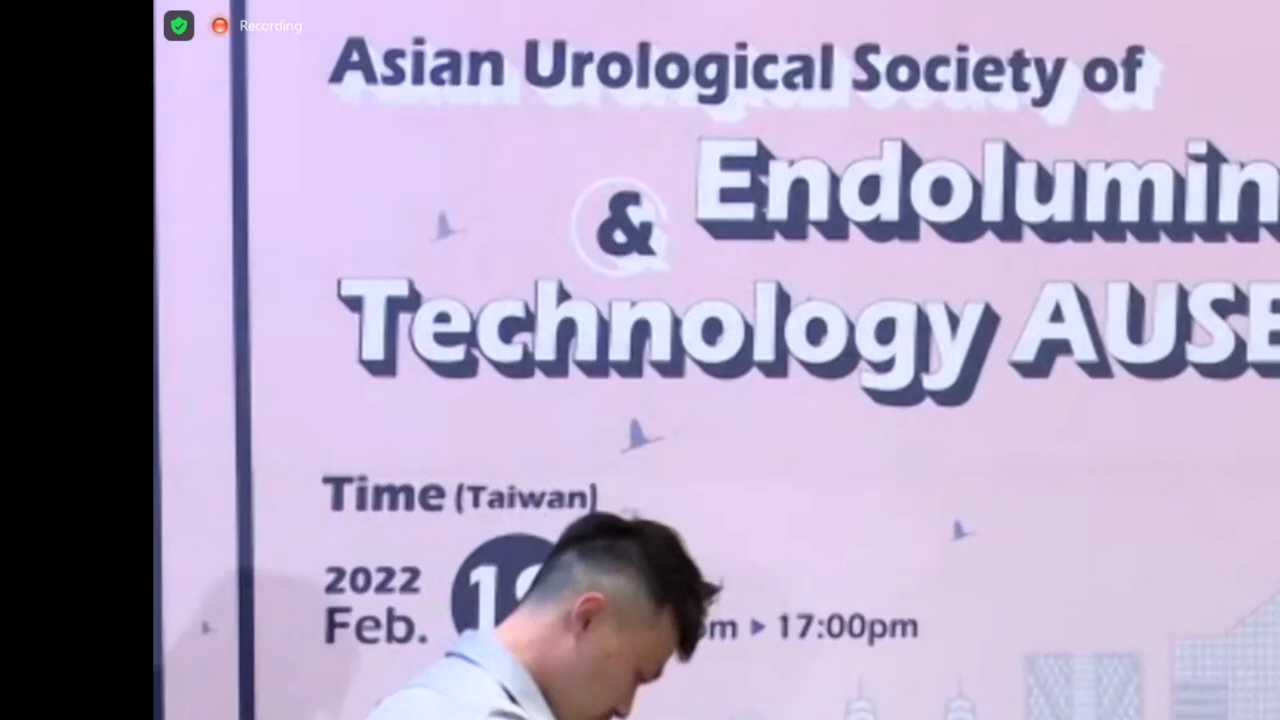 Recording
Asian Urological Society of
& Endolumin
Technology AUSE
Time (Taiwan)
2022
Feb.
17:00pm